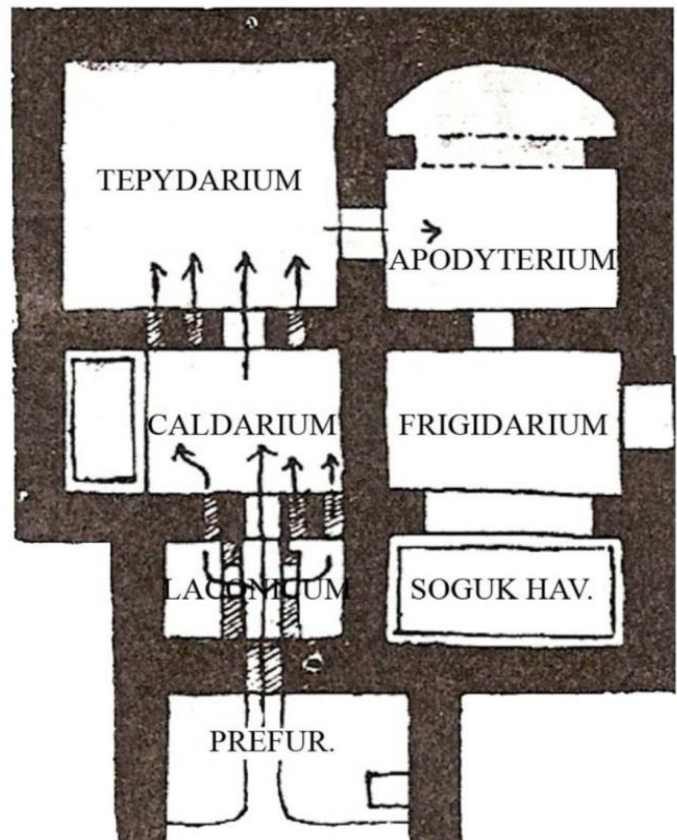 TEPYDARIUM
APODYTERIUM
CALDARIUM
FRIGIDARIUM
LACONICUM
SOGUK HAV.
PREFUR.